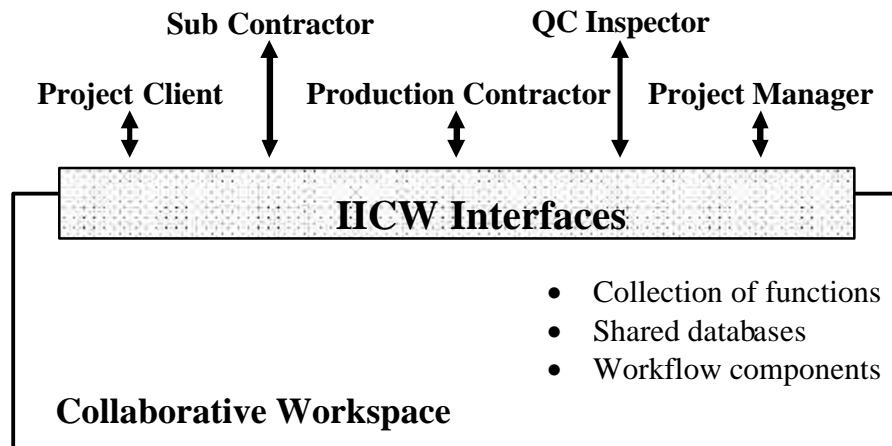 Sub Contractor QC Inspector
Project Client Production Contractor Project Manager
IICW Interfaces
• Collection of functions
• Shared databases
• Workflow components
Collaborative Workspace